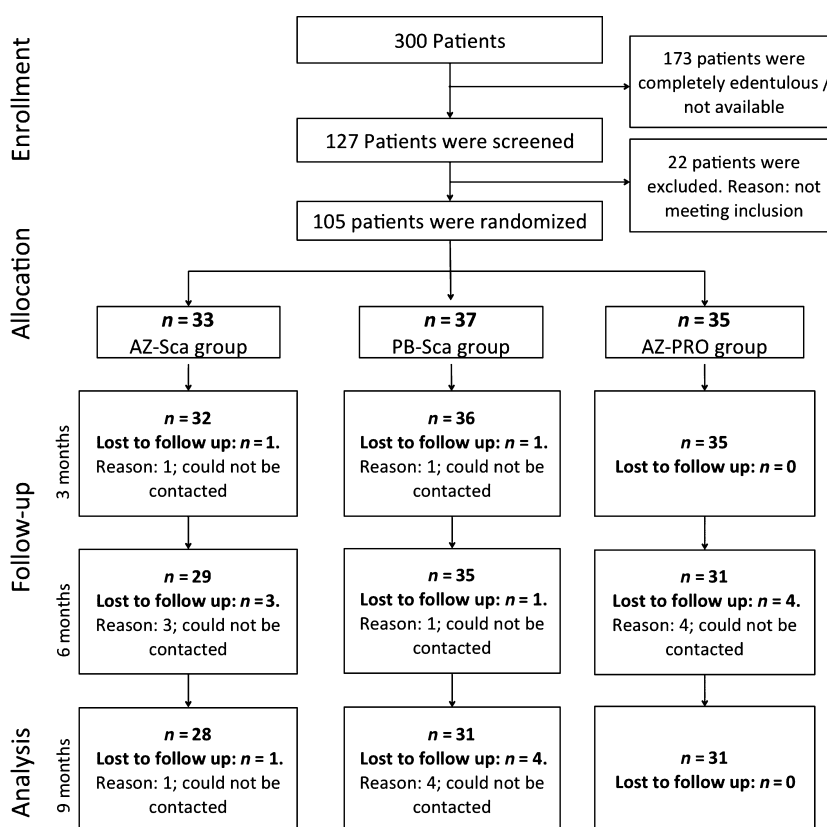 Enrollment
300 Patients
173 patients were
completely edentulous /
not available
127 Patients were screened
22 patients were
excluded. Reason: not
meeting inclusion
105 patients were randomized
Allocation
n = 33
AZ-Sca group
n = 37
PB-Sca group
n = 35
AZ-PRO group
Follow-up
3 months
n = 32
Lost to follow up: n = 1.
Reason: 1; could not be
contacted
n = 36
Lost to follow up: n = 1.
Reason: 1; could not be
contacted
n = 35
Lost to follow up: n = 0
6 months
n = 29
Lost to follow up: n = 3.
Reason: 3; could not be
contacted
n = 35
Lost to follow up: n = 1.
Reason: 1; could not be
contacted
n = 31
Lost to follow up: n = 4.
Reason: 4; could not be
contacted
Analysis
9 months
n = 28
Lost to follow up: n = 1.
Reason: 1; could not be
contacted
n = 31
Lost to follow up: n = 4.
Reason: 4; could not be
contacted
n = 31
Lost to follow up: n = 0